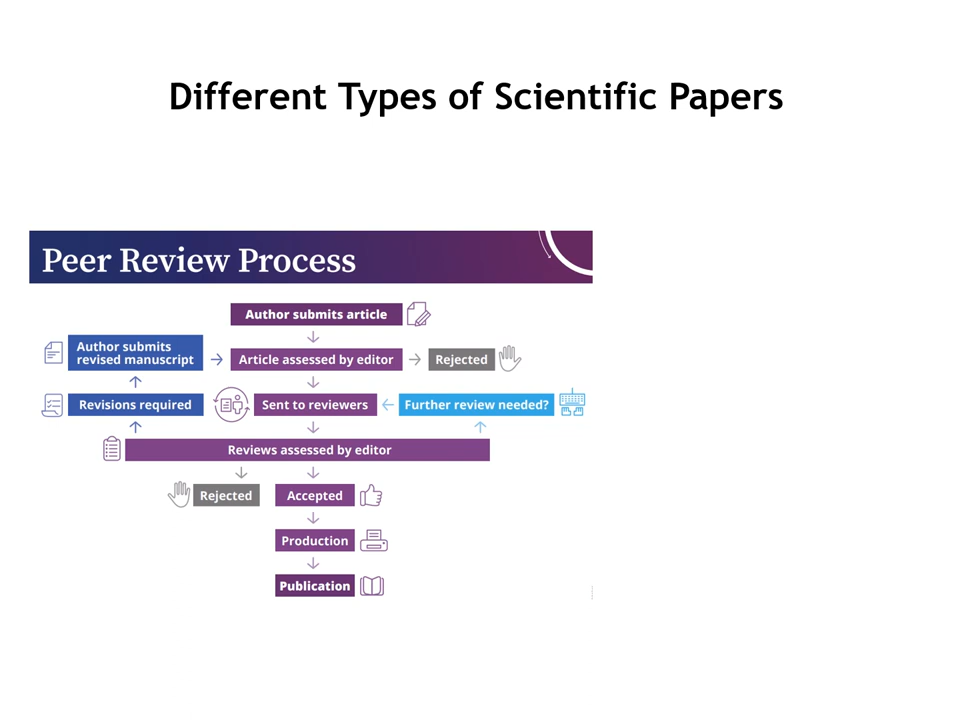 Different Types of Scientific Papers
Peer Review Process
Author submits article
Author submits
revised manuscript
Article assessed by editor
Rejected
Revisions required
Sent to reviewers
Further review needed?
Reviews assessed by editor
Rejected
Accepted
Production
Publication